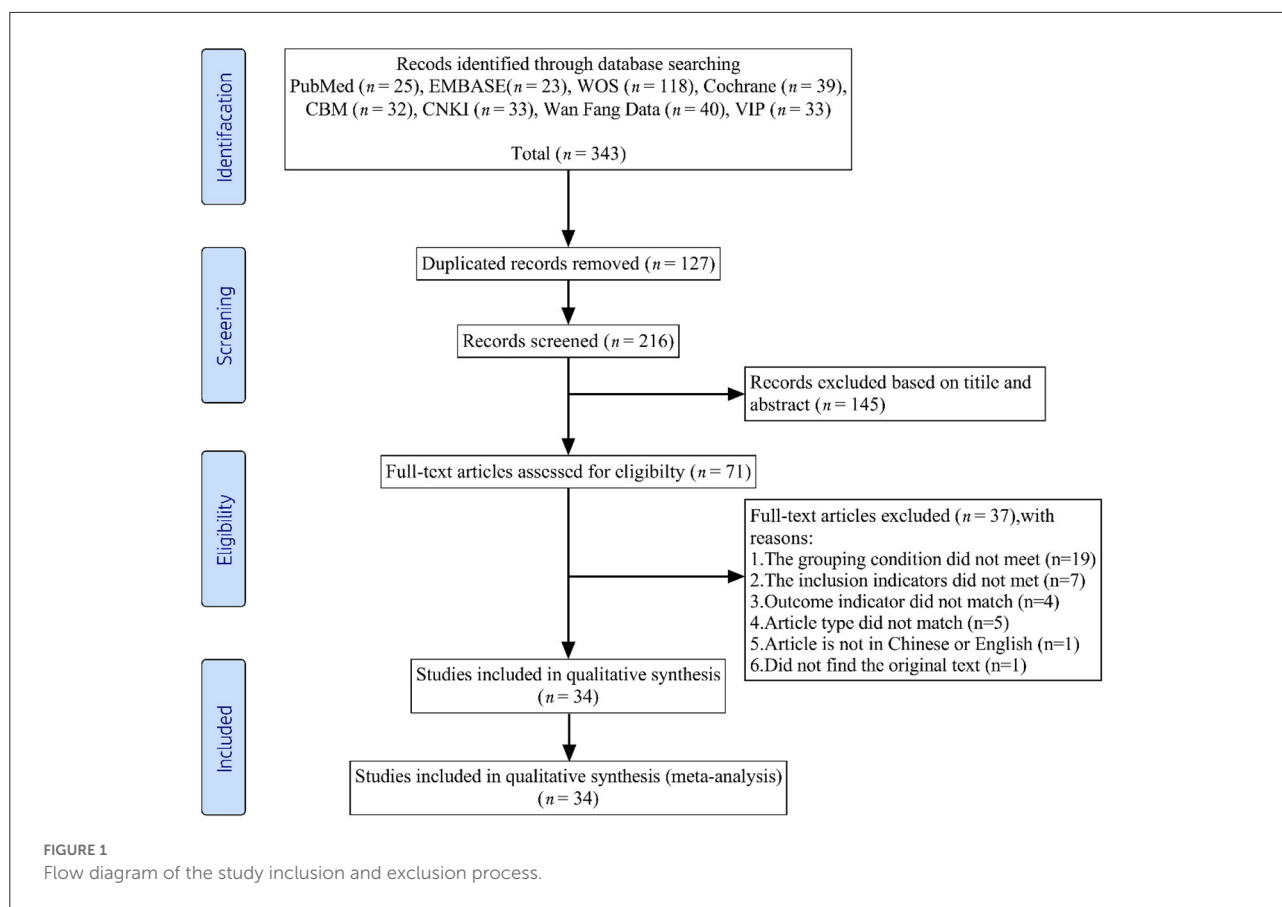 Identifacation
Recods identified through database searching
PubMed (n = 25), EMBASE(n = 23), WOS (n = 118), Cochrane (n = 39),
CBM (n = 32), CNKI (n = 33), Wan Fang Data (n = 40), VIP (n = 33)
Total (n = 343)
Screening
Duplicated records removed (n = 127)
Records screened (n = 216)
Records excluded based on titile and
abstract (n = 145)
Eligibility
Full-text articles assessed for eligibilty (n = 71)
Full-text articles excluded (n = 37),with
reasons:
1.The grouping condition did not meet (n=19)
2.The inclusion indicators did not met (n=7)
3.Outcome indicator did not match (n=4)
4.Article type did not match (n=5)
5.Article is not in Chinese or English (n=1)
6.Did not find the original text (n=1)
Included
Studies included in qualitative synthesis
(n = 34)
Studies included in qualitative synthesis (meta-analysis)
(n = 34)
FIGURE 1
Flow diagram of the study inclusion and exclusion process.